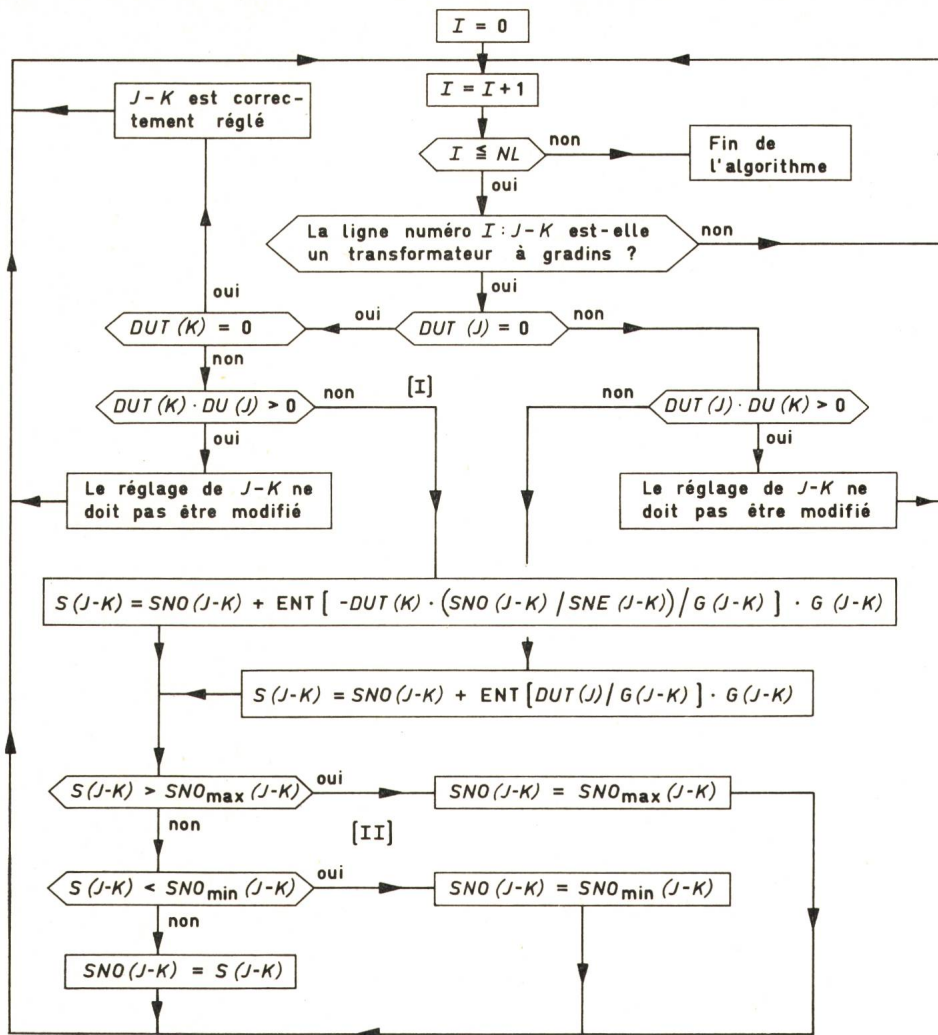 I = 0
I = I + 1
J-K est correc-
tement réglé
I ≦ NL
non
Fin de
l'algorithme
oui
La ligne numéro I : J-K est-elle
un transformateur à gradins ?
non
oui
oui
DUT (K) = 0
oui
DUT (J) = 0
non
non
[I]
DUT (K) · DU (J) > 0
non
non
DUT (J) · DU (K) > 0
oui
oui
Le réglage de J-K ne
doit pas être modifié
Le réglage de J-K ne
doit pas être modifié
S (J-K) = SNO (J-K) + ENT [ -DUT (K) · (SNO (J-K) / SNE (J-K)) / G (J-K) ] · G (J-K)
S (J-K) = SNO (J-K) + ENT [DUT (J) / G (J-K) ] · G (J-K)
S (J-K) > SNOmax (J-K)
oui
SNO (J-K) = SNOmax (J-K)
non
[II]
S (J-K) < SNOmin (J-K)
oui
SNO (J-K) = SNOmin (J-K)
non
SNO (J-K) = S (J-K)